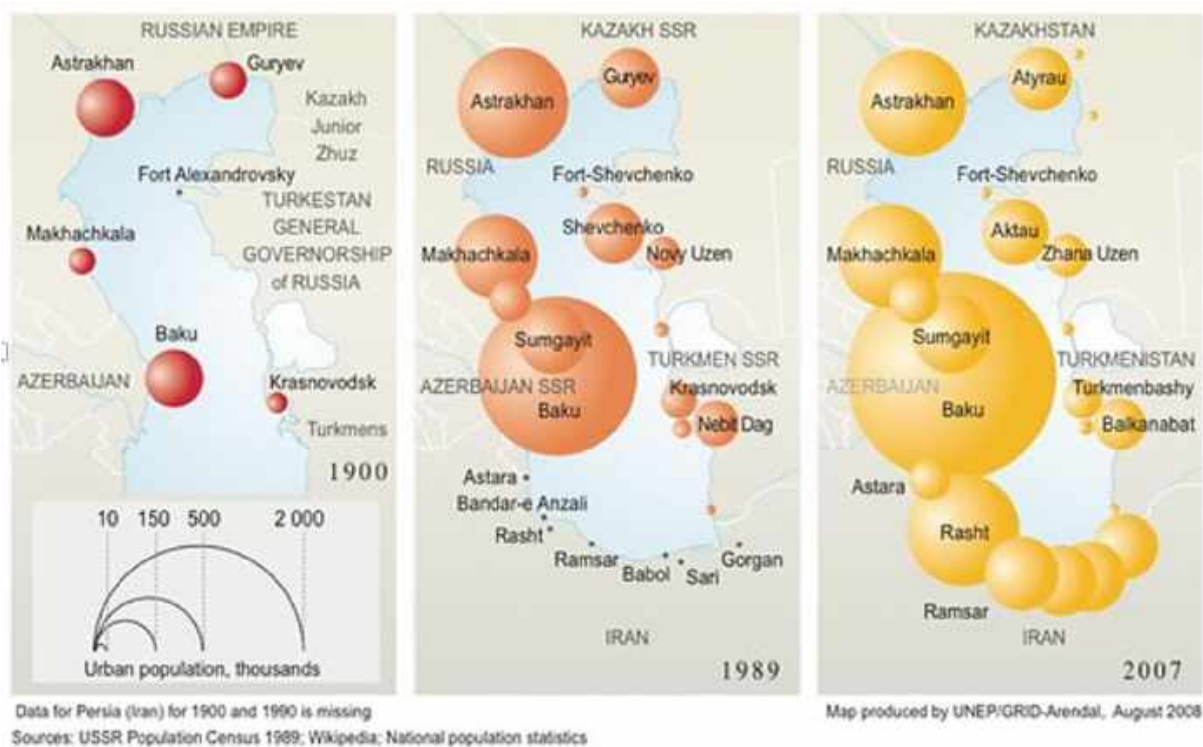 RUSSIAN EMPIRE
Astrakhan
Guryev
Kazakh
Junior
Zhuz
Fort Alexandrovsky
TURKESTAN
GENERAL
GOVERNORSHIP
of RUSSIA
Makhachkala
Baku
AZERBAIJAN
Krasnovodsk
Turkmens
1900
10 150 500 2 000
Urban population, thousands
KAZAKH SSR
Guryev
Astrakhan
RUSSIA
Fort-Shevchenko
Shevchenko
Makhachkala
Novy Uzen
Sumgayit
TURKMEN SSR
AZERBAIJAN SSR
Krasnovodsk
Baku
Nebit Dag
Astara
Bandar-e Anzali
Rasht
Ramsar
Babol
Sari
Gorgan
IRAN
1989
KAZAKHSTAN
Atyrau
Astrakhan
RUSSIA
Fort-Shevchenko
Aktau
Makhachkala
Zhana Uzen
Sumgayit
TURKMENISTAN
AZERBAIJAN
Turkmenbashy
Baku
Balkanabat
Astara
Rasht
Ramsar
IRAN
2007
Data for Persia (Iran) for 1900 and 1990 is missing
Map produced by UNEP/GRID-Arendal, August 2008
Sources: USSR Population Census 1989; Wikipedia; National population statistics